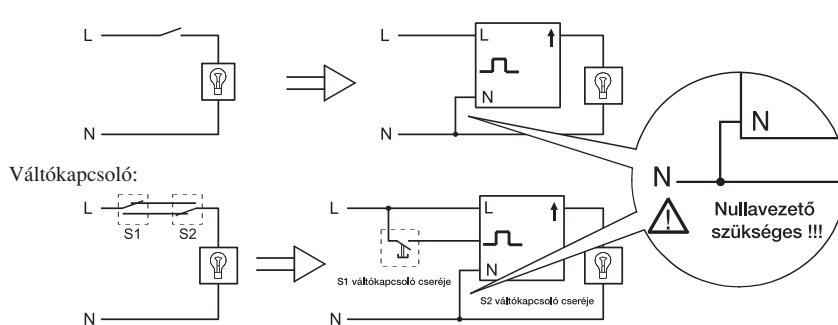 L
L
L
N
N
N
N
N
Váltókapcsoló:
L
S1
S2
L
L
N
S1 váltókapcsoló cseréje
S2 váltókapcsoló cseréje
Nullavezető
szükséges !!!
N
N